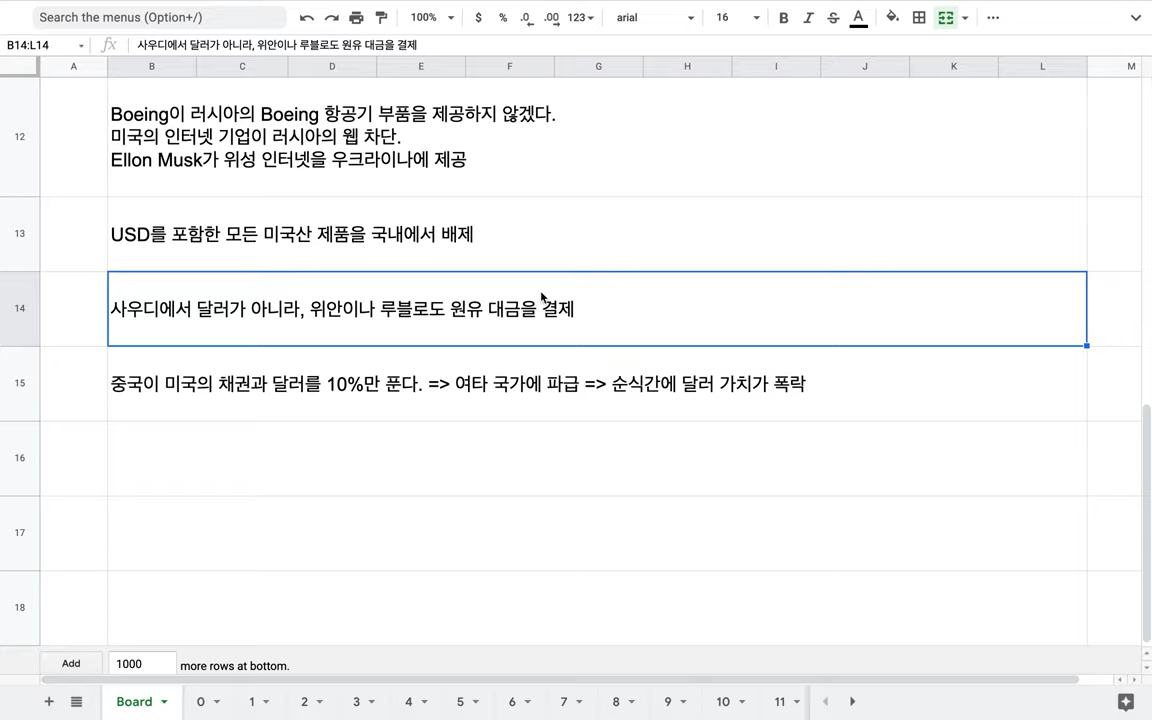 Search the menus (Option+/)
100%
$
%
.0
.00
123
arial
16
B
I
S
A
B14:L14
fx
사우디에서 달러가 아니라, 위안이나 루블로도 원유 대금을 결제
A
B
C
D
E
F
G
H
I
J
K
L
M
12
Boeing이 러시아의 Boeing 항공기 부품을 제공하지 않겠다.
미국의 인터넷 기업이 러시아의 웹 차단.
Ellon Musk가 위성 인터넷을 우크라이나에 제공
13
USD를 포함한 모든 미국산 제품을 국내에서 배제
14
사우디에서 달러가 아니라, 위안이나 루블로도 원유 대금을 결제
15
중국이 미국의 채권과 달러를 10%만 푼다. => 여타 국가에 파급 => 순식간에 달러 가치가 폭락
16
17
18
Add
1000
more rows at bottom.
Board
0
1
2
3
4
5
6
7
8
9
10
11